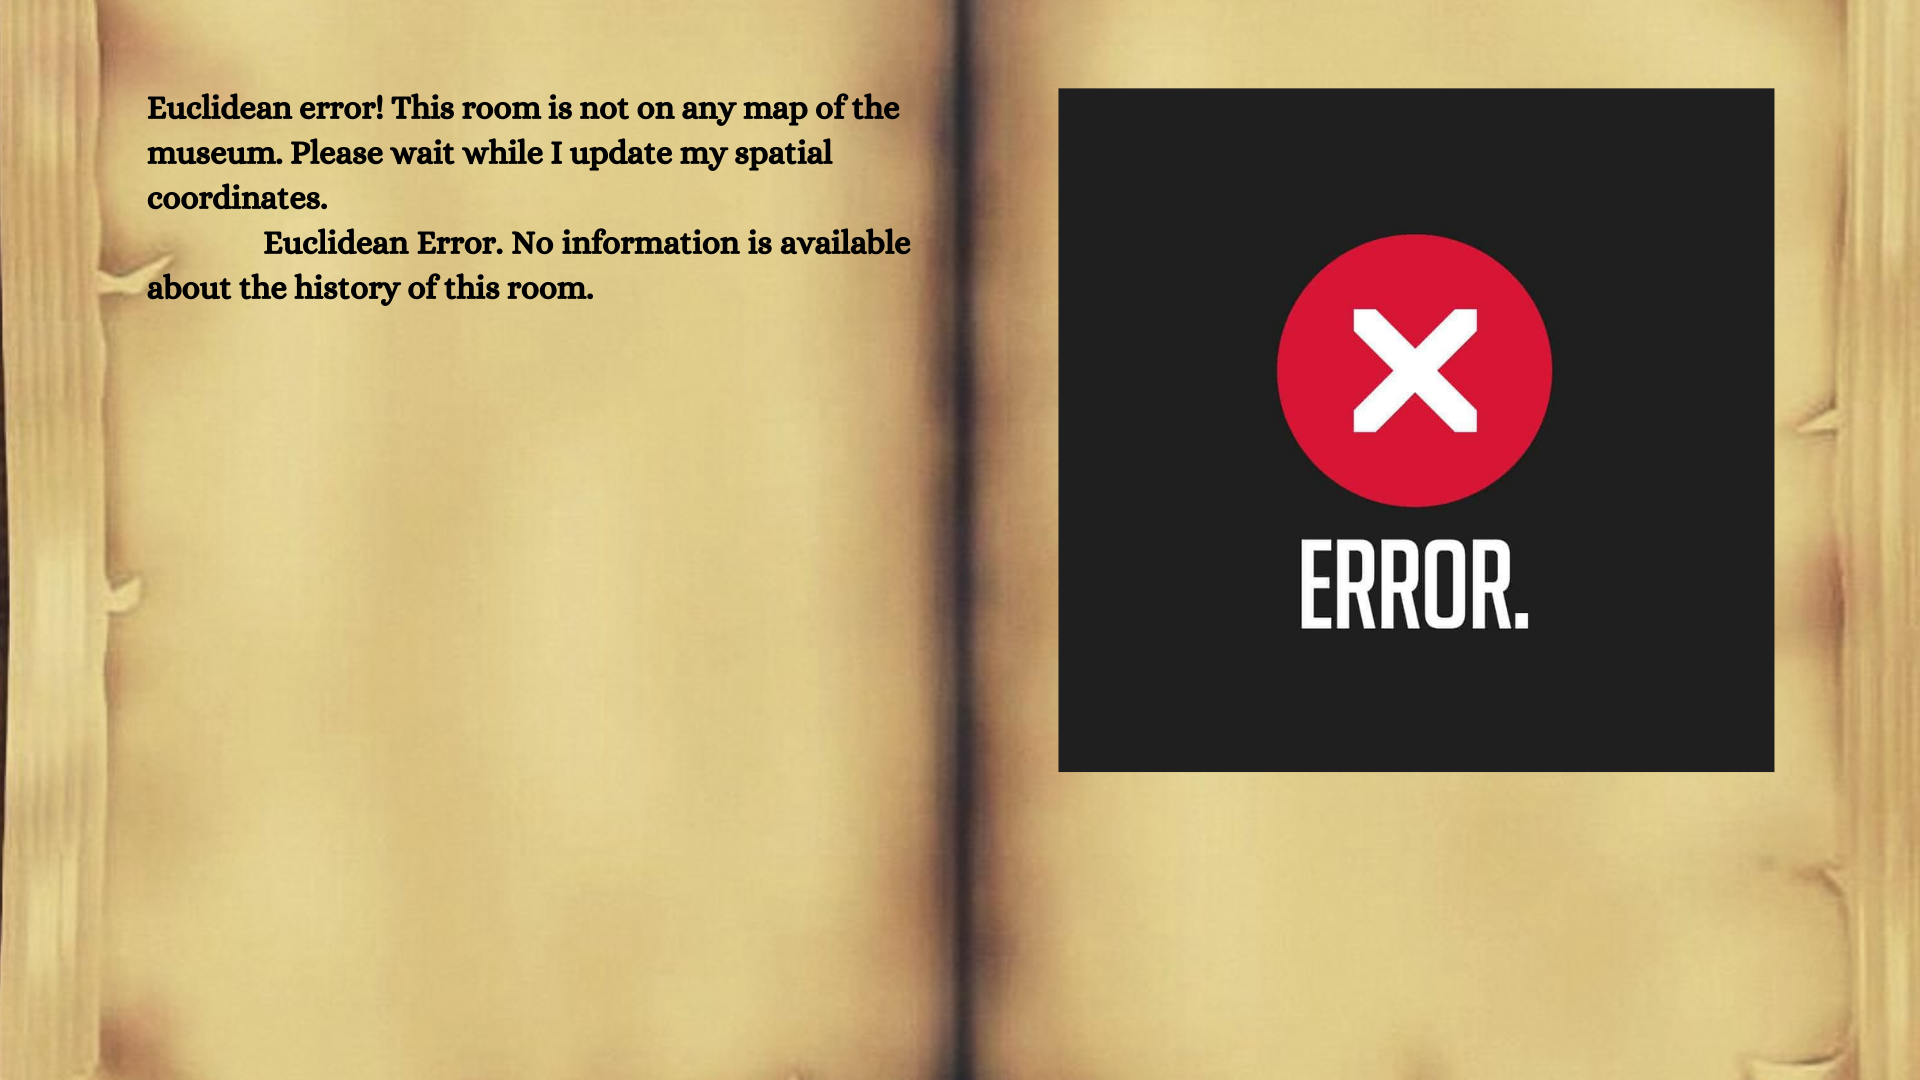 Euclidean error! This room is not on any map of the
museum. Please wait while I update my spatial
coordinates.
Euclidean Error. No information is available
about the history of this room.
ERROR.